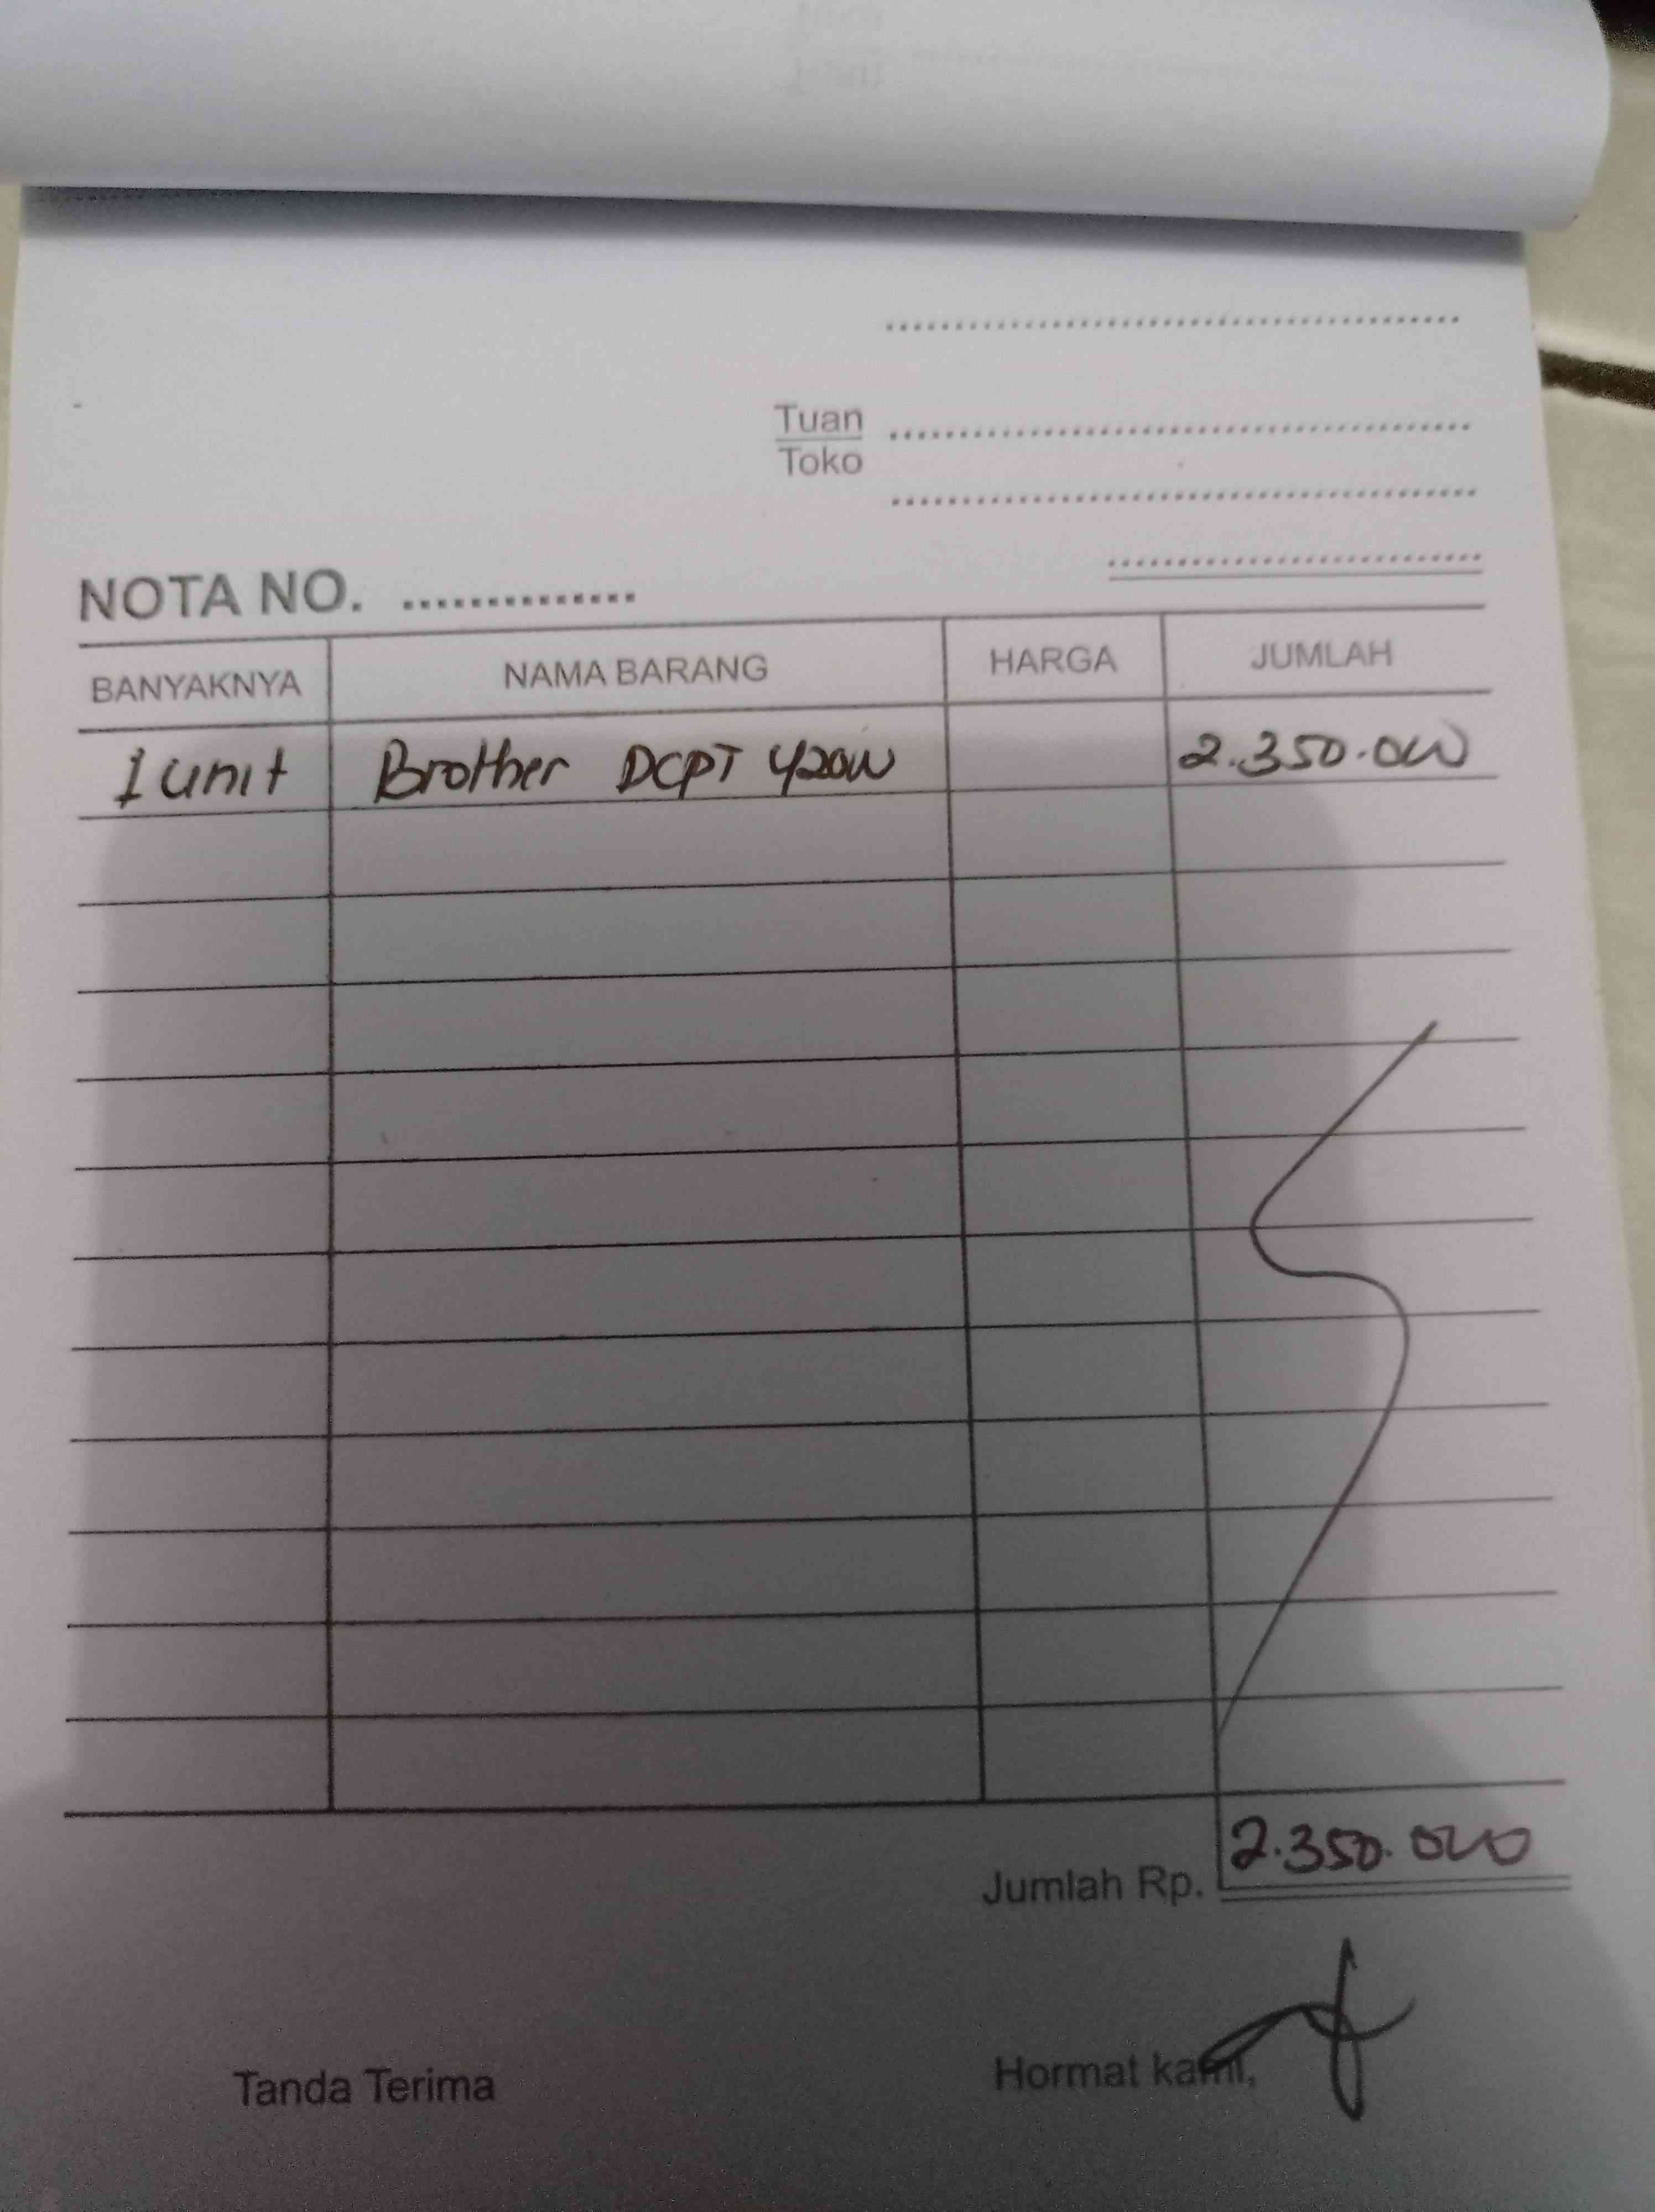 Tuan
Toko
NOTA NO. ...............
BANYAKNYA NAMA BARANG HARGA JUMLAH
1 unit Brother DCPT 420W 2.350.000
Jumlah Rp. 2.350.000
Tanda Terima Hormat kami,